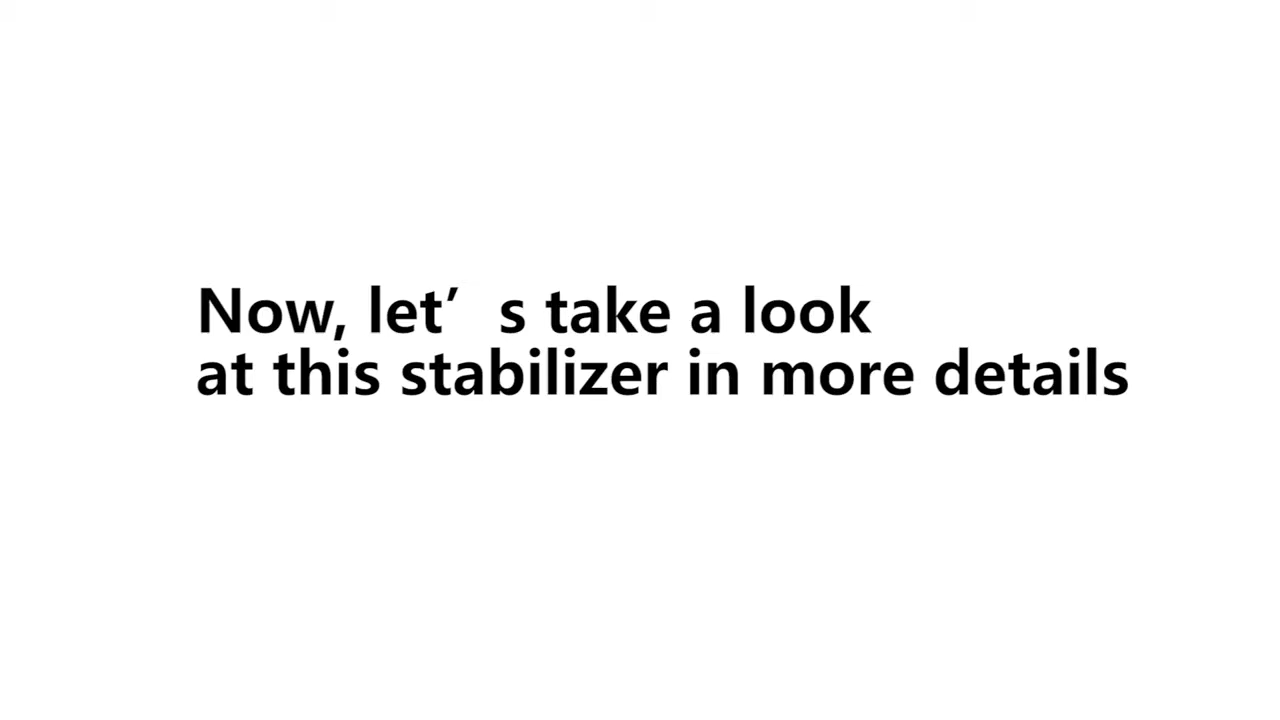 Now, let’s take a look
at this stabilizer in more details